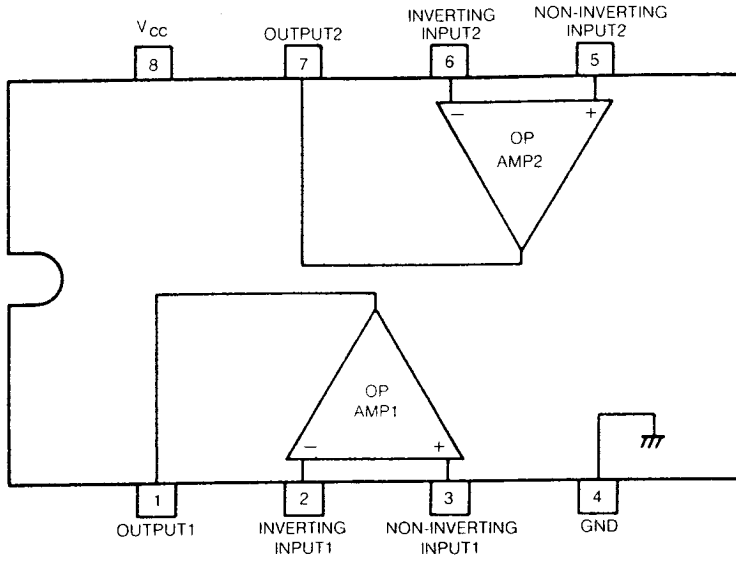 VCC
OUTPUT2
INVERTING
INPUT2
NON-INVERTING
INPUT2
8
7
6
5
− +
OP
AMP2
OP
AMP1
− +
1
2
3
4
OUTPUT1
INVERTING
INPUT1
NON-INVERTING
INPUT1
GND